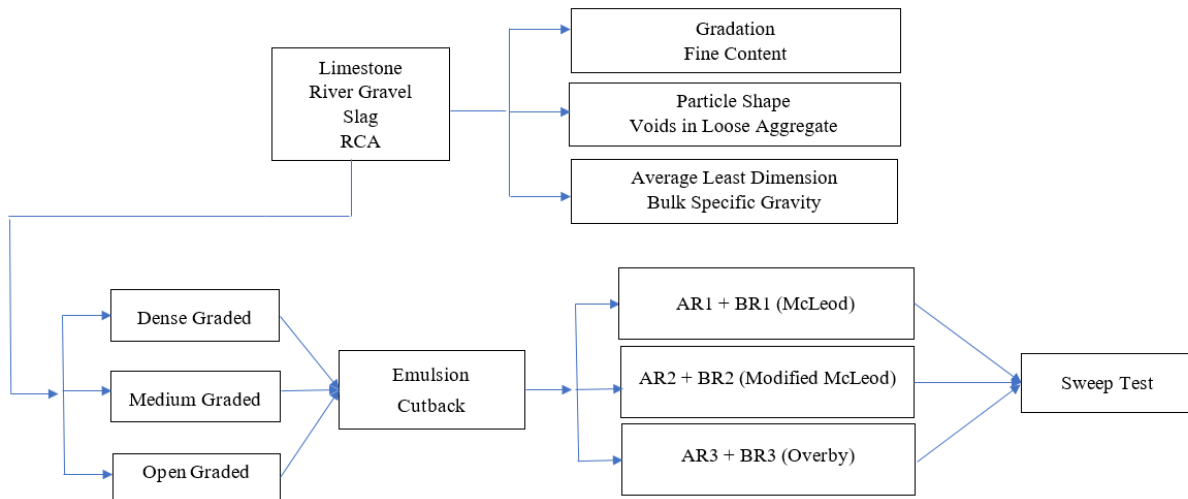 Limestone
River Gravel
Slag
RCA
Gradation
Fine Content
Particle Shape
Voids in Loose Aggregate
Average Least Dimension
Bulk Specific Gravity
Dense Graded
Medium Graded
Open Graded
Emulsion
Cutback
AR1 + BR1 (McLeod)
AR2 + BR2 (Modified McLeod)
AR3 + BR3 (Overby)
Sweep Test